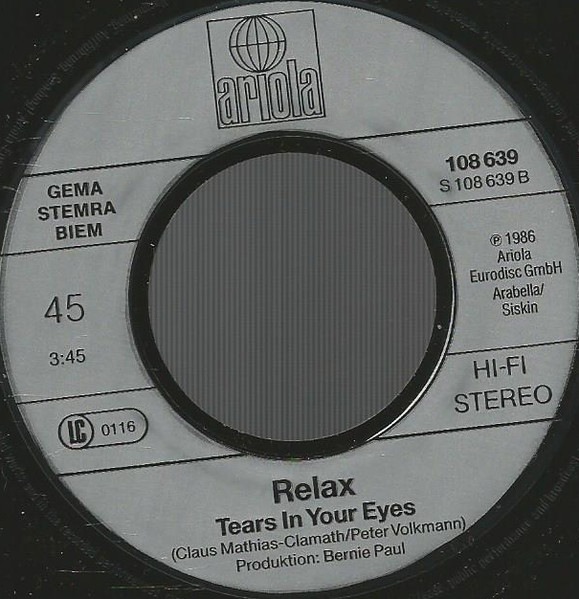 ariola
108 639
S 108 639 B
GEMA
STEMRA
BIEM
℗ 1986
Ariola
Eurodisc GmbH
Arabella/
Siskin
45
3:45
HI-FI
STEREO
LC 0116
Relax
Tears In Your Eyes
(Claus Mathias-Clamath/Peter Volkmann)
Produktion: Bernie Paul